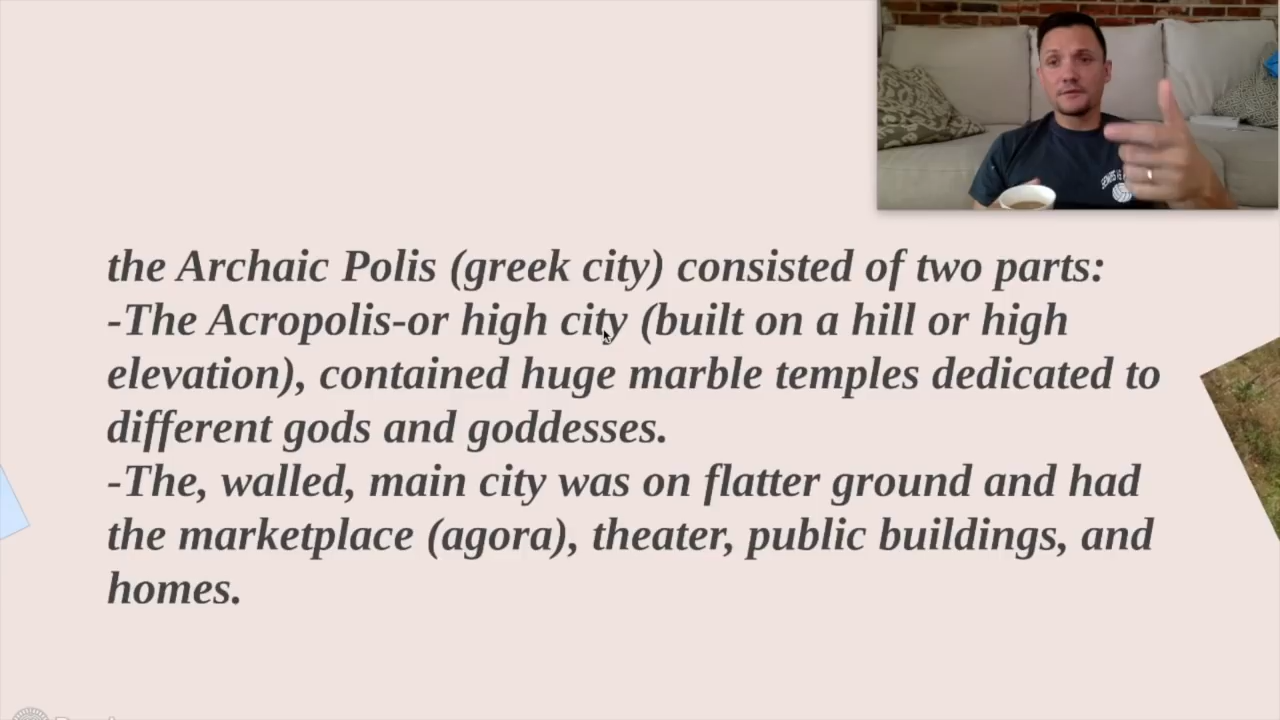 the Archaic Polis (greek city) consisted of two parts:
-The Acropolis-or high city (built on a hill or high
elevation), contained huge marble temples dedicated to
different gods and goddesses.
-The, walled, main city was on flatter ground and had
the marketplace (agora), theater, public buildings, and
homes.